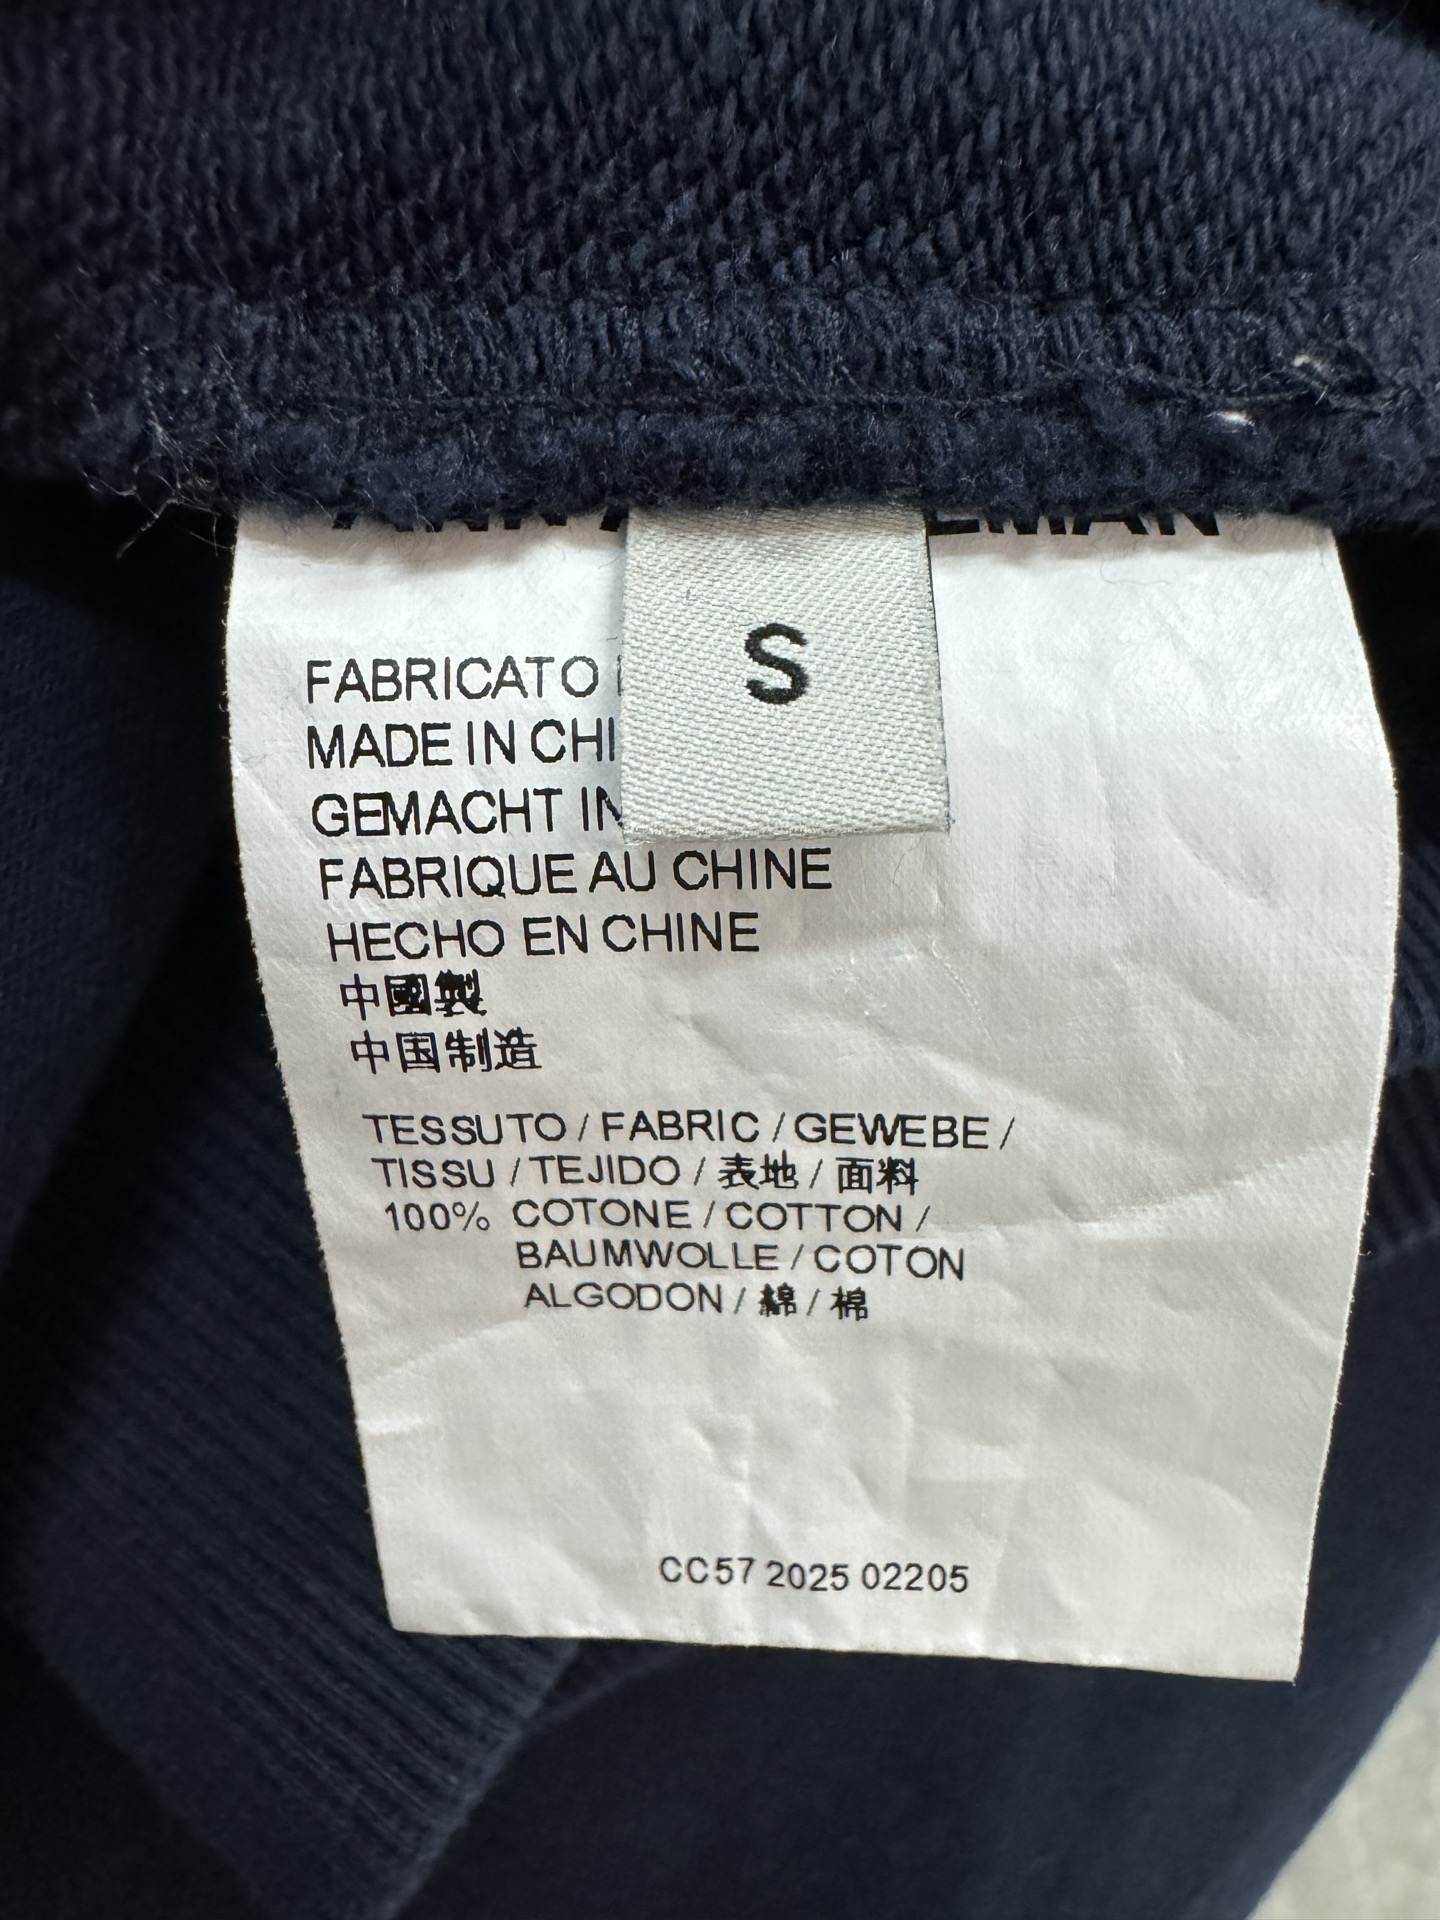 S
FABRICATO
MADE IN CHI
GEMACHT IN
FABRIQUE AU CHINE
HECHO EN CHINE
中國製
中国制造
TESSUTO / FABRIC / GEWEBE /
TISSU / TEJIDO / 表地 / 面料
100% COTONE / COTTON /
BAUMWOLLE / COTON
ALGODON / 綿 / 棉
CC57 2025 02205